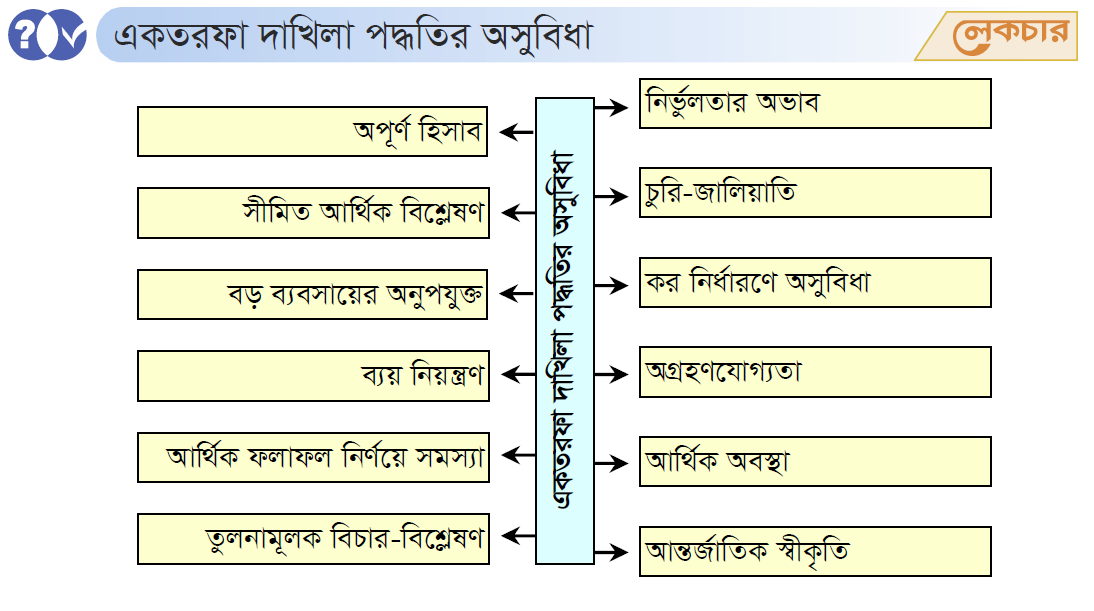 একতরফা দাখিলা পদ্ধতির অসুবিধা
লেকচার
অপূর্ণ হিসাব
সীমিত আর্থিক বিশ্লেষণ
বড় ব্যবসায়ের অনুপযুক্ত
ব্যয় নিয়ন্ত্রণ
আর্থিক ফলাফল নির্ণয়ে সমস্যা
তুলনামূলক বিচার-বিশ্লেষণ
একতরফা দাখিলা পদ্ধতির অসুবিধা
নির্ভুলতার অভাব
চুরি-জালিয়াতি
কর নির্ধারণে অসুবিধা
অগ্রহণযোগ্যতা
আর্থিক অবস্থা
আন্তর্জাতিক স্বীকৃতি